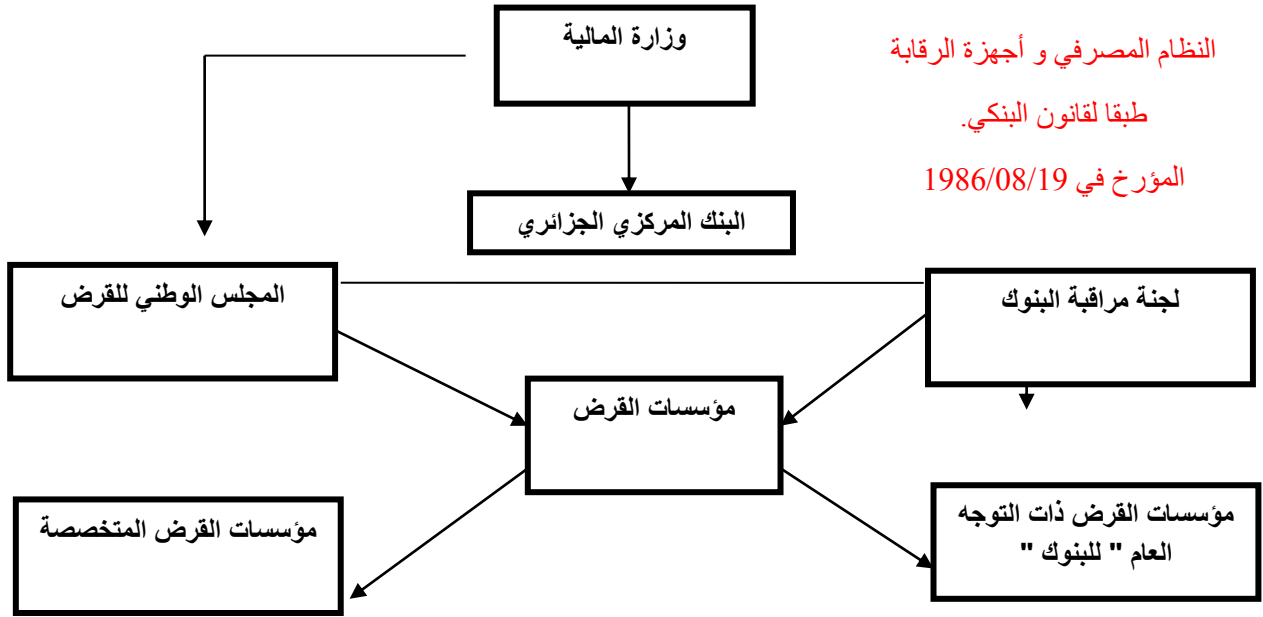 وزارة المالية
النظام المصرفي و أجهزة الرقابة
طبقا لقانون البنكي.
المؤرخ في 1986/08/19
البنك المركزي الجزائري
لجنة مراقبة البنوك
المجلس الوطني للقرض
مؤسسات القرض
مؤسسات القرض ذات التوجه
العام " للبنوك "
مؤسسات القرض المتخصصة